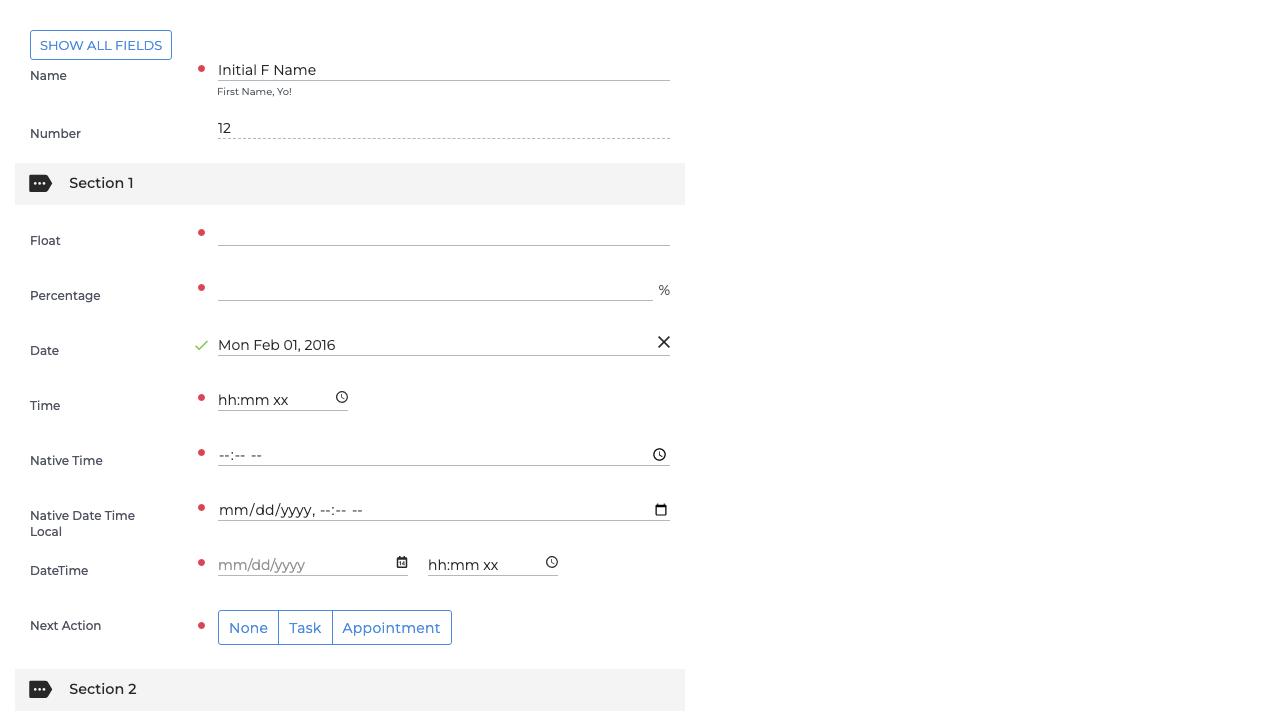 SHOW ALL FIELDS
Name
Initial F Name
First Name, Yo!
Number
12
Section 1
Float
Percentage
%
Date
Mon Feb 01, 2016
Time
hh:mm xx
Native Time
--:-- --
Native Date Time
Local
mm/dd/yyyy, --:-- --
DateTime
mm/dd/yyyy hh:mm xx
Next Action
None Task Appointment
Section 2